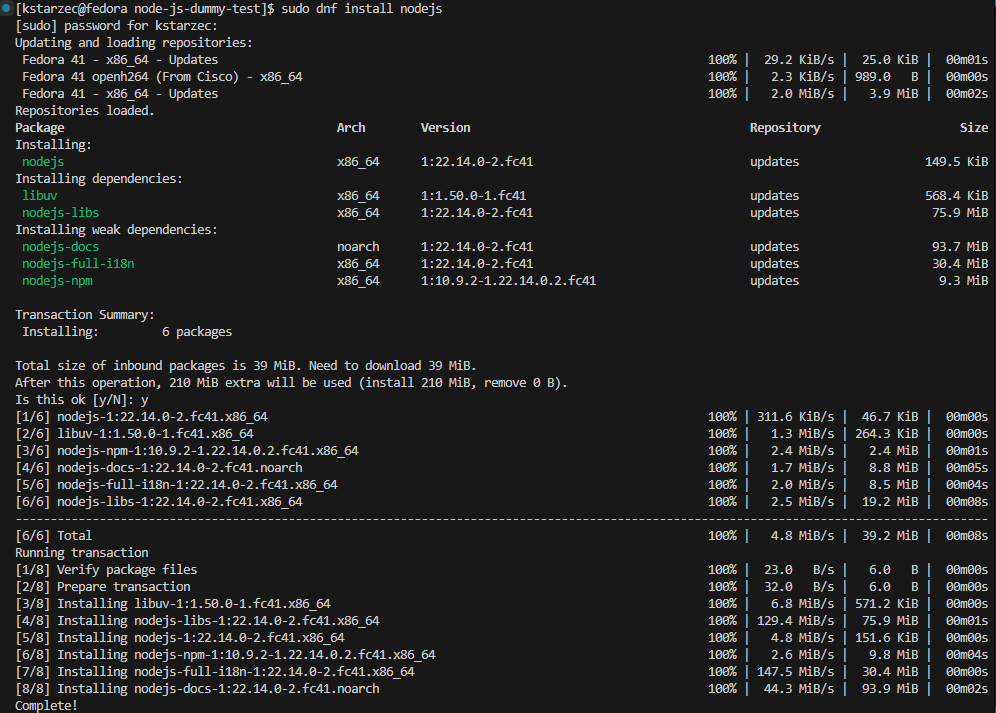 [kstarzec@fedora node-js-dummy-test]$ sudo dnf install nodejs
[sudo] password for kstarzec:
Updating and loading repositories:
 Fedora 41 - x86_64 - Updates 100% | 29.2 KiB/s | 25.0 KiB | 00m01s
 Fedora 41 openh264 (From Cisco) - x86_64 100% | 2.3 KiB/s | 989.0 B | 00m00s
 Fedora 41 - x86_64 - Updates 100% | 2.0 MiB/s | 3.9 MiB | 00m02s
Repositories loaded.
Package Arch Version Repository Size
Installing:
 nodejs x86_64 1:22.14.0-2.fc41 updates 149.5 KiB
Installing dependencies:
 libuv x86_64 1:1.50.0-1.fc41 updates 568.4 KiB
 nodejs-libs x86_64 1:22.14.0-2.fc41 updates 75.9 MiB
Installing weak dependencies:
 nodejs-docs noarch 1:22.14.0-2.fc41 updates 93.7 MiB
 nodejs-full-i18n x86_64 1:22.14.0-2.fc41 updates 30.4 MiB
 nodejs-npm x86_64 1:10.9.2-1.22.14.0.2.fc41 updates 9.3 MiB
Transaction Summary:
 Installing: 6 packages
Total size of inbound packages is 39 MiB. Need to download 39 MiB.
After this operation, 210 MiB extra will be used (install 210 MiB, remove 0 B).
Is this ok [y/N]: y
[1/6] nodejs-1:22.14.0-2.fc41.x86_64 100% | 311.6 KiB/s | 46.7 KiB | 00m00s
[2/6] libuv-1:1.50.0-1.fc41.x86_64 100% | 1.3 MiB/s | 264.3 KiB | 00m00s
[3/6] nodejs-npm-1:10.9.2-1.22.14.0.2.fc41.x86_64 100% | 2.4 MiB/s | 2.4 MiB | 00m01s
[4/6] nodejs-docs-1:22.14.0-2.fc41.noarch 100% | 1.7 MiB/s | 8.8 MiB | 00m05s
[5/6] nodejs-full-i18n-1:22.14.0-2.fc41.x86_64 100% | 2.0 MiB/s | 8.5 MiB | 00m04s
[6/6] nodejs-libs-1:22.14.0-2.fc41.x86_64 100% | 2.5 MiB/s | 19.2 MiB | 00m08s
--------------------------------------------------------------------------------
[6/6] Total 100% | 4.8 MiB/s | 39.2 MiB | 00m08s
Running transaction
[1/8] Verify package files 100% | 23.0 B/s | 6.0 B | 00m00s
[2/8] Prepare transaction 100% | 32.0 B/s | 6.0 B | 00m00s
[3/8] Installing libuv-1:1.50.0-1.fc41.x86_64 100% | 6.8 MiB/s | 571.2 KiB | 00m00s
[4/8] Installing nodejs-libs-1:22.14.0-2.fc41.x86_64 100% | 129.4 MiB/s | 75.9 MiB | 00m01s
[5/8] Installing nodejs-1:22.14.0-2.fc41.x86_64 100% | 4.8 MiB/s | 151.6 KiB | 00m00s
[6/8] Installing nodejs-npm-1:10.9.2-1.22.14.0.2.fc41.x86_64 100% | 2.6 MiB/s | 9.8 MiB | 00m04s
[7/8] Installing nodejs-full-i18n-1:22.14.0-2.fc41.x86_64 100% | 147.5 MiB/s | 30.4 MiB | 00m00s
[8/8] Installing nodejs-docs-1:22.14.0-2.fc41.noarch 100% | 44.3 MiB/s | 93.9 MiB | 00m02s
Complete!